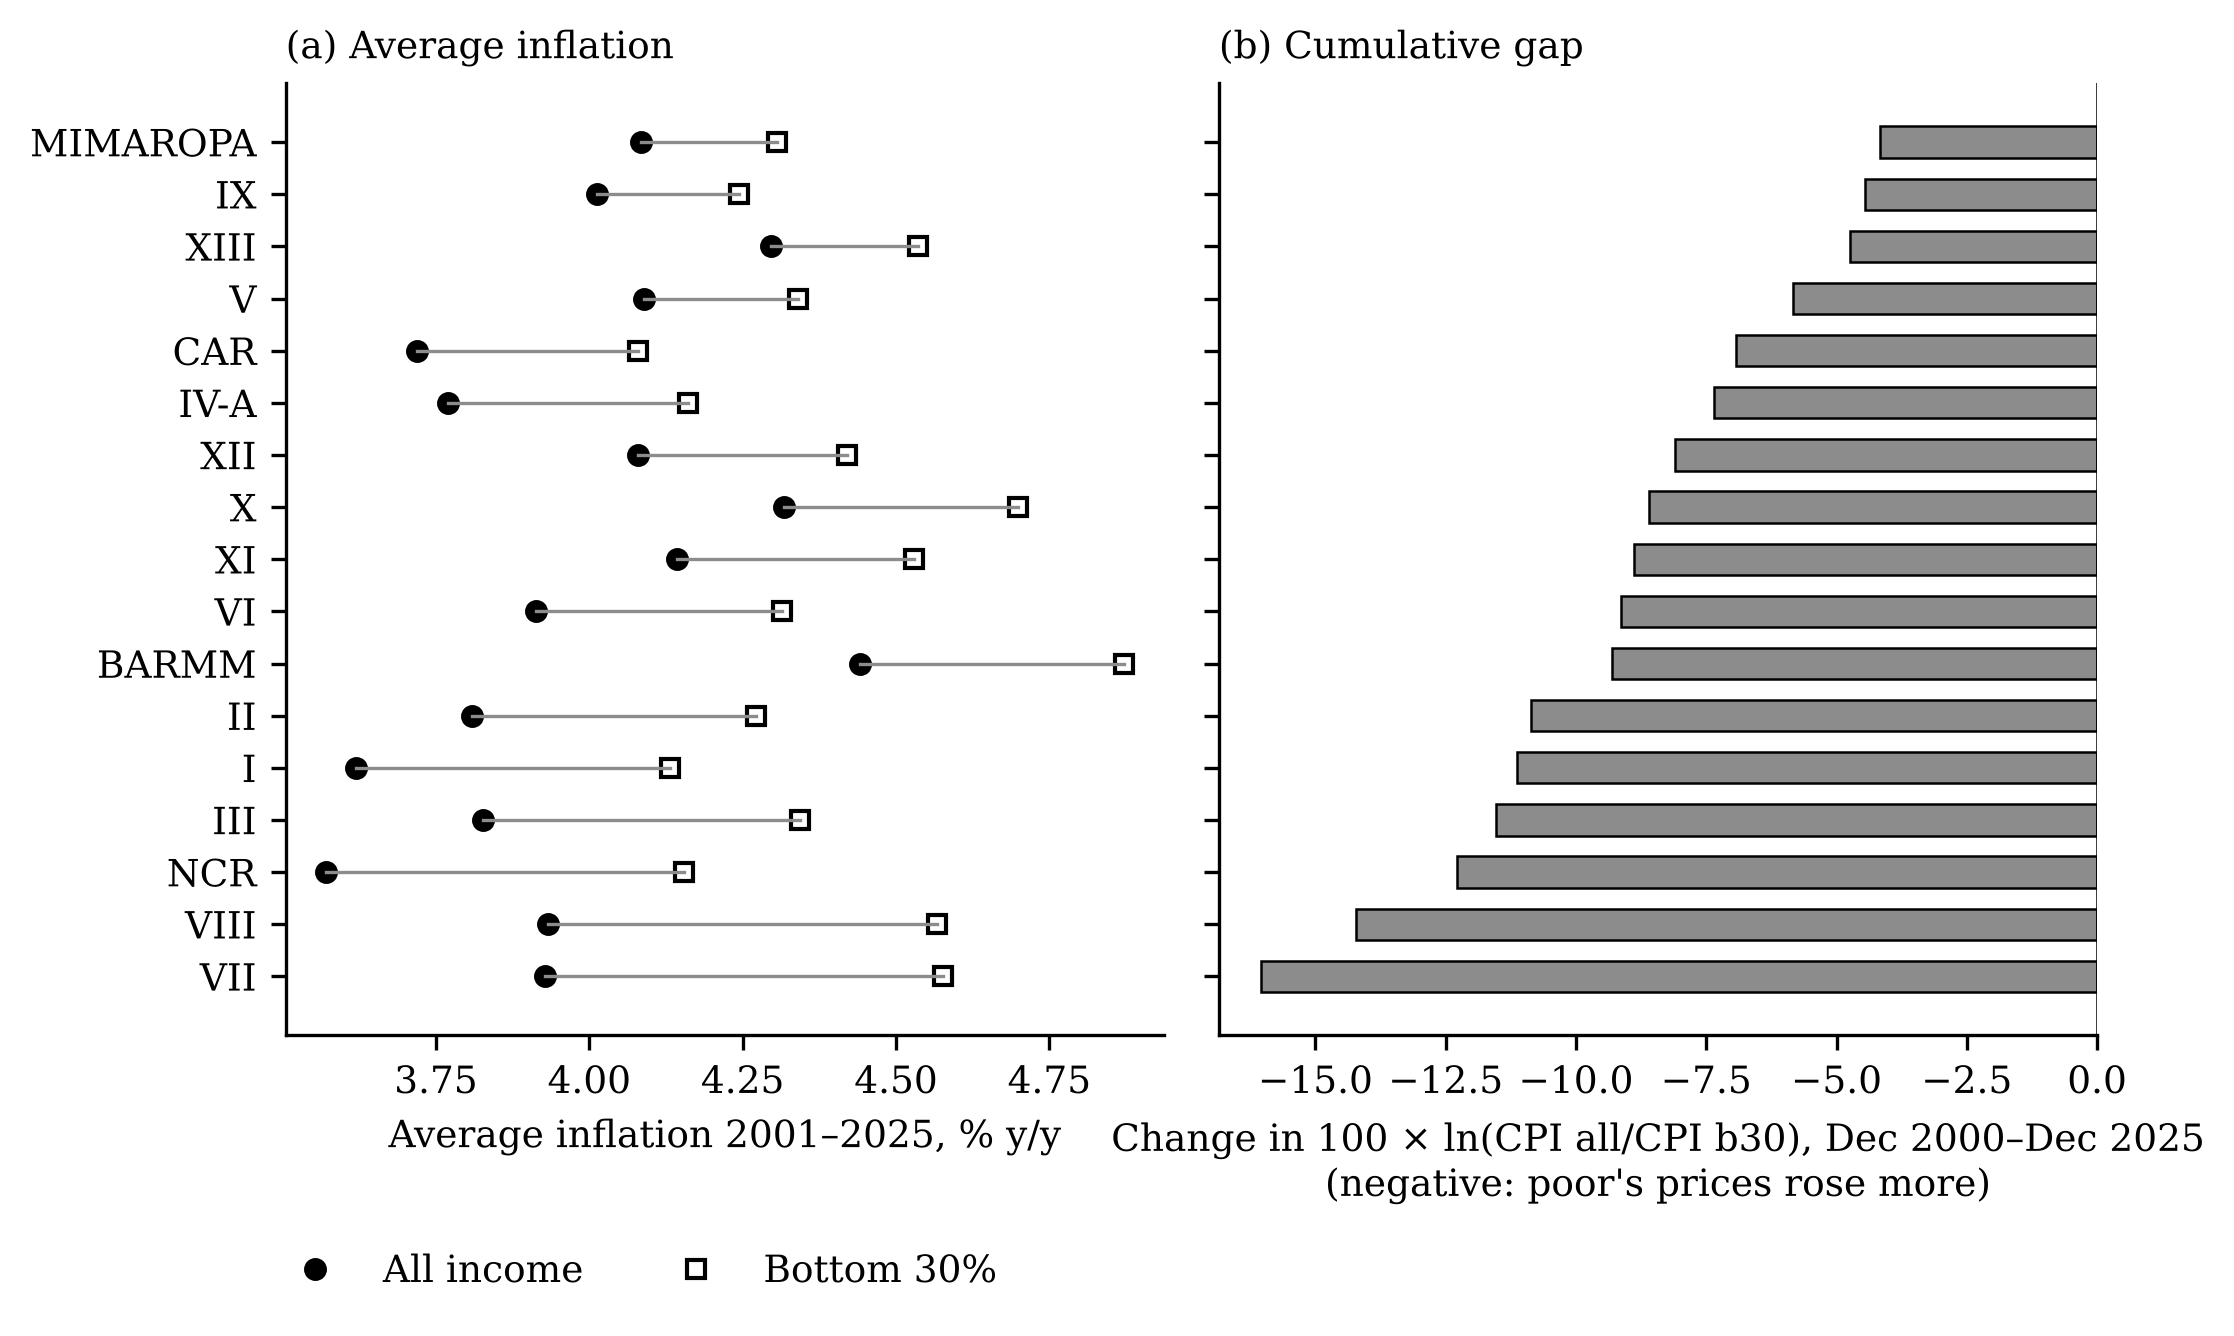 (a) Average inflation
(b) Cumulative gap
MIMAROPA
IX
XIII
V
CAR
IV-A
XII
X
XI
VI
BARMM
II
I
III
NCR
VIII
VII
3.75 4.00 4.25 4.50 4.75
−15.0 −12.5 −10.0 −7.5 −5.0 −2.5 0.0
Average inflation 2001–2025, % y/y
Change in 100 × ln(CPI all/CPI b30), Dec 2000–Dec 2025
(negative: poor's prices rose more)
All income
Bottom 30%